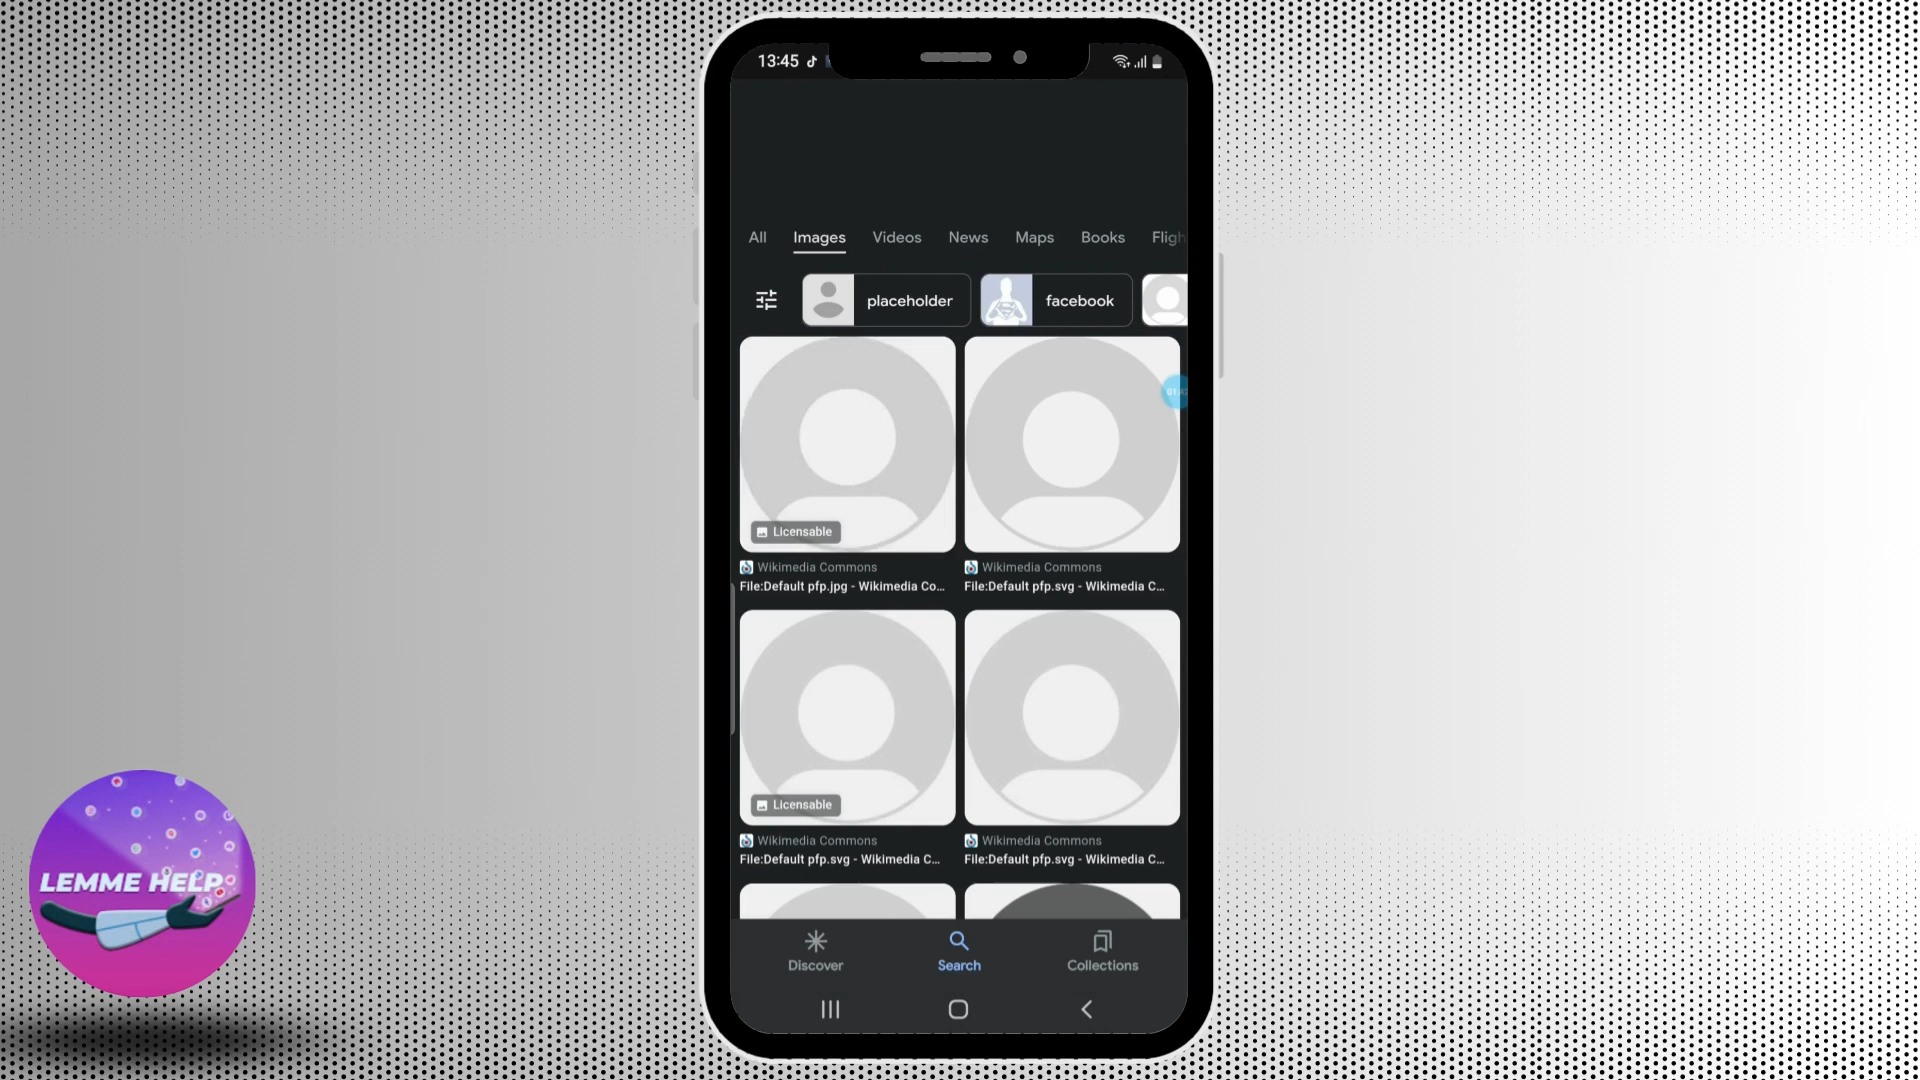 13:45
All Images Videos News Maps Books Fligh
placeholder facebook
Licensable
Wikimedia Commons Wikimedia Commons
File:Default pfp.jpg - Wikimedia Co... File:Default pfp.svg - Wikimedia C...
Licensable
Wikimedia Commons Wikimedia Commons
File:Default pfp.svg - Wikimedia C... File:Default pfp.svg - Wikimedia C...
Discover Search Collections
LEMME HELP